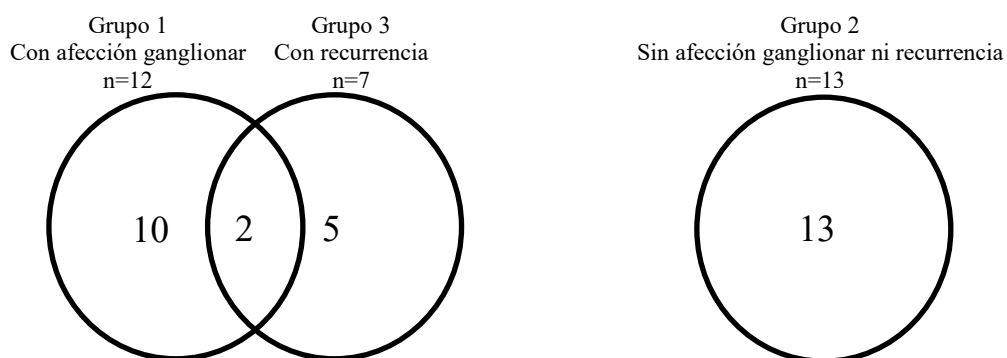 Grupo 1
Con afección ganglionar
n=12
Grupo 3
Con recurrencia
n=7
Grupo 2
Sin afección ganglionar ni recurrencia
n=13
10
2
5
13